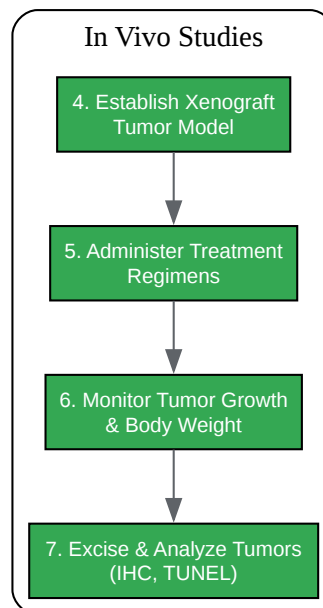 In Vivo Studies
4. Establish Xenograft
Tumor Model
5. Administer Treatment
Regimens
6. Monitor Tumor Growth
& Body Weight
7. Excise & Analyze Tumors
(IHC, TUNEL)